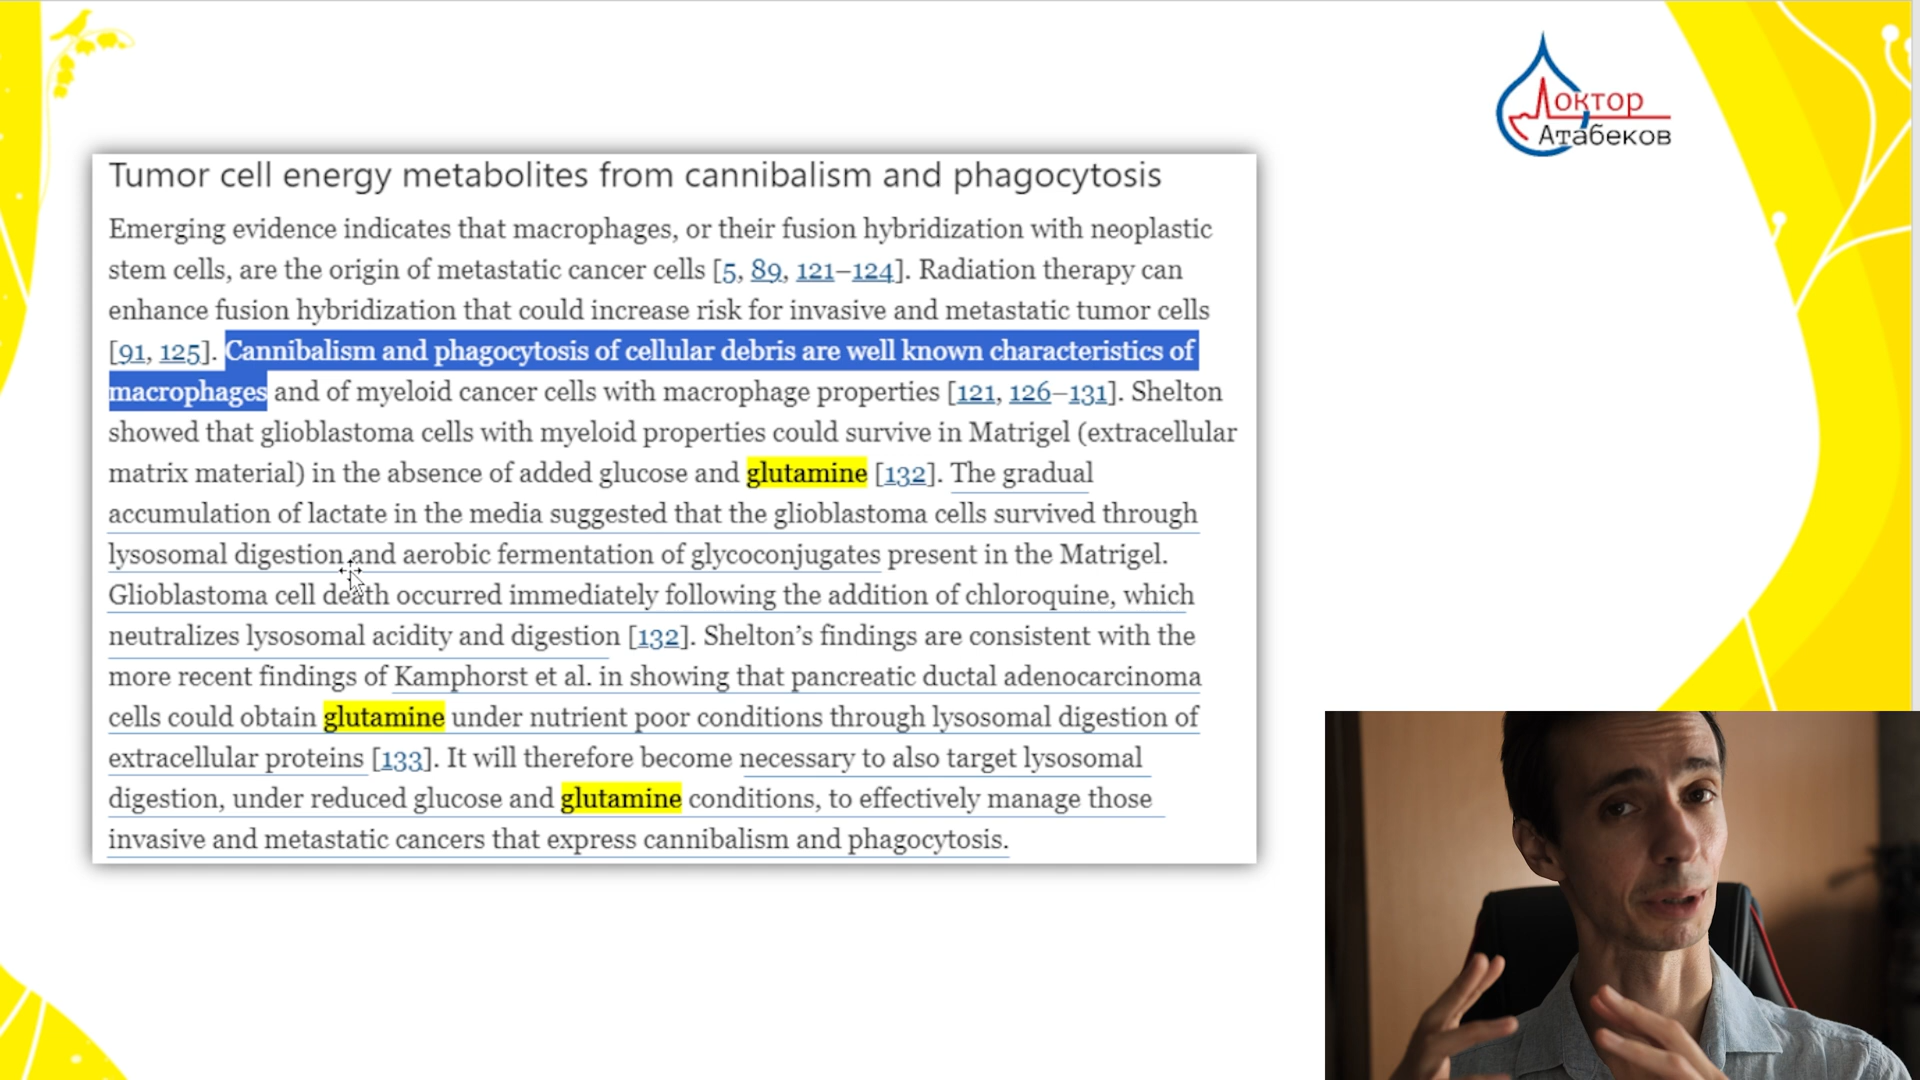 Доктор
Атабеков
Tumor cell energy metabolites from cannibalism and phagocytosis
Emerging evidence indicates that macrophages, or their fusion hybridization with neoplastic
stem cells, are the origin of metastatic cancer cells [5, 89, 121–124]. Radiation therapy can
enhance fusion hybridization that could increase risk for invasive and metastatic tumor cells
[91, 125]. Cannibalism and phagocytosis of cellular debris are well known characteristics of
macrophages and of myeloid cancer cells with macrophage properties [121, 126–131]. Shelton
showed that glioblastoma cells with myeloid properties could survive in Matrigel (extracellular
matrix material) in the absence of added glucose and glutamine [132]. The gradual
accumulation of lactate in the media suggested that the glioblastoma cells survived through
lysosomal digestion and aerobic fermentation of glycoconjugates present in the Matrigel.
Glioblastoma cell death occurred immediately following the addition of chloroquine, which
neutralizes lysosomal acidity and digestion [132]. Shelton’s findings are consistent with the
more recent findings of Kamphorst et al. in showing that pancreatic ductal adenocarcinoma
cells could obtain glutamine under nutrient poor conditions through lysosomal digestion of
extracellular proteins [133]. It will therefore become necessary to also target lysosomal
digestion, under reduced glucose and glutamine conditions, to effectively manage those
invasive and metastatic cancers that express cannibalism and phagocytosis.